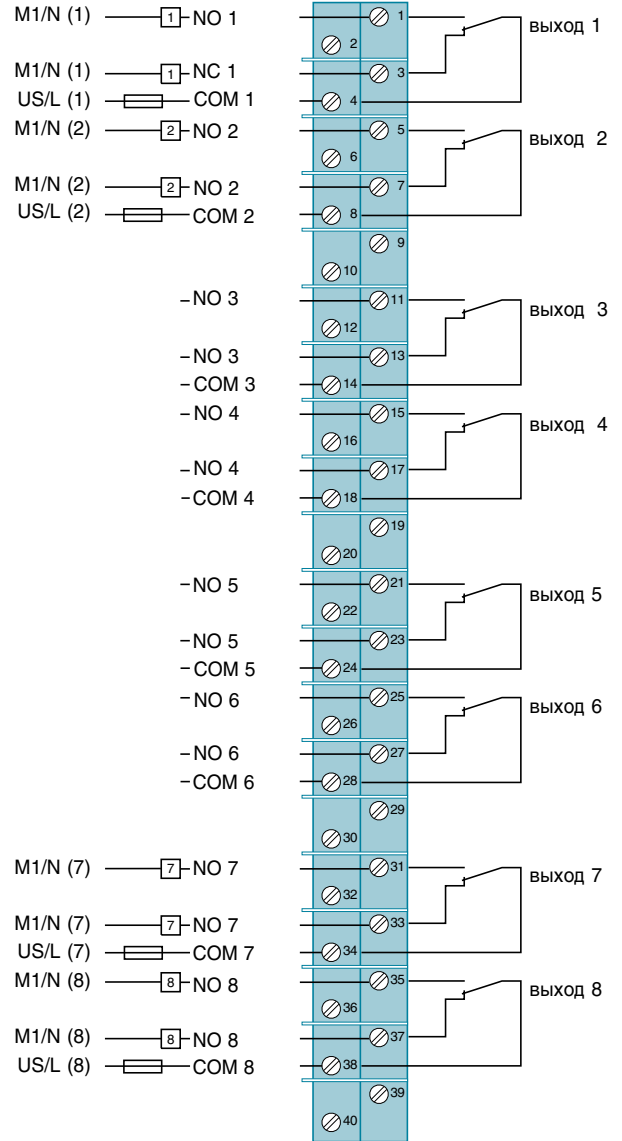 M1/N (1) 1 NO 1 1 выход 1
2
M1/N (1) 1 NC 1 3
US/L (1) COM 1 4
M1/N (2) 2 NO 2 5 выход 2
6
M1/N (2) 2 NO 2 7
US/L (2) COM 2 8
9
10
NO 3 11 выход 3
12
NO 3 13
COM 3 14
NO 4 15 выход 4
16
NO 4 17
COM 4 18
19
20
NO 5 21 выход 5
22
NO 5 23
COM 5 24
NO 6 25 выход 6
26
NO 6 27
COM 6 28
29
30
M1/N (7) 7 NO 7 31 выход 7
32
M1/N (7) 7 NO 7 33
US/L (7) COM 7 34
M1/N (8) 8 NO 8 35 выход 8
36
M1/N (8) 8 NO 8 37
US/L (8) COM 8 38
39
40